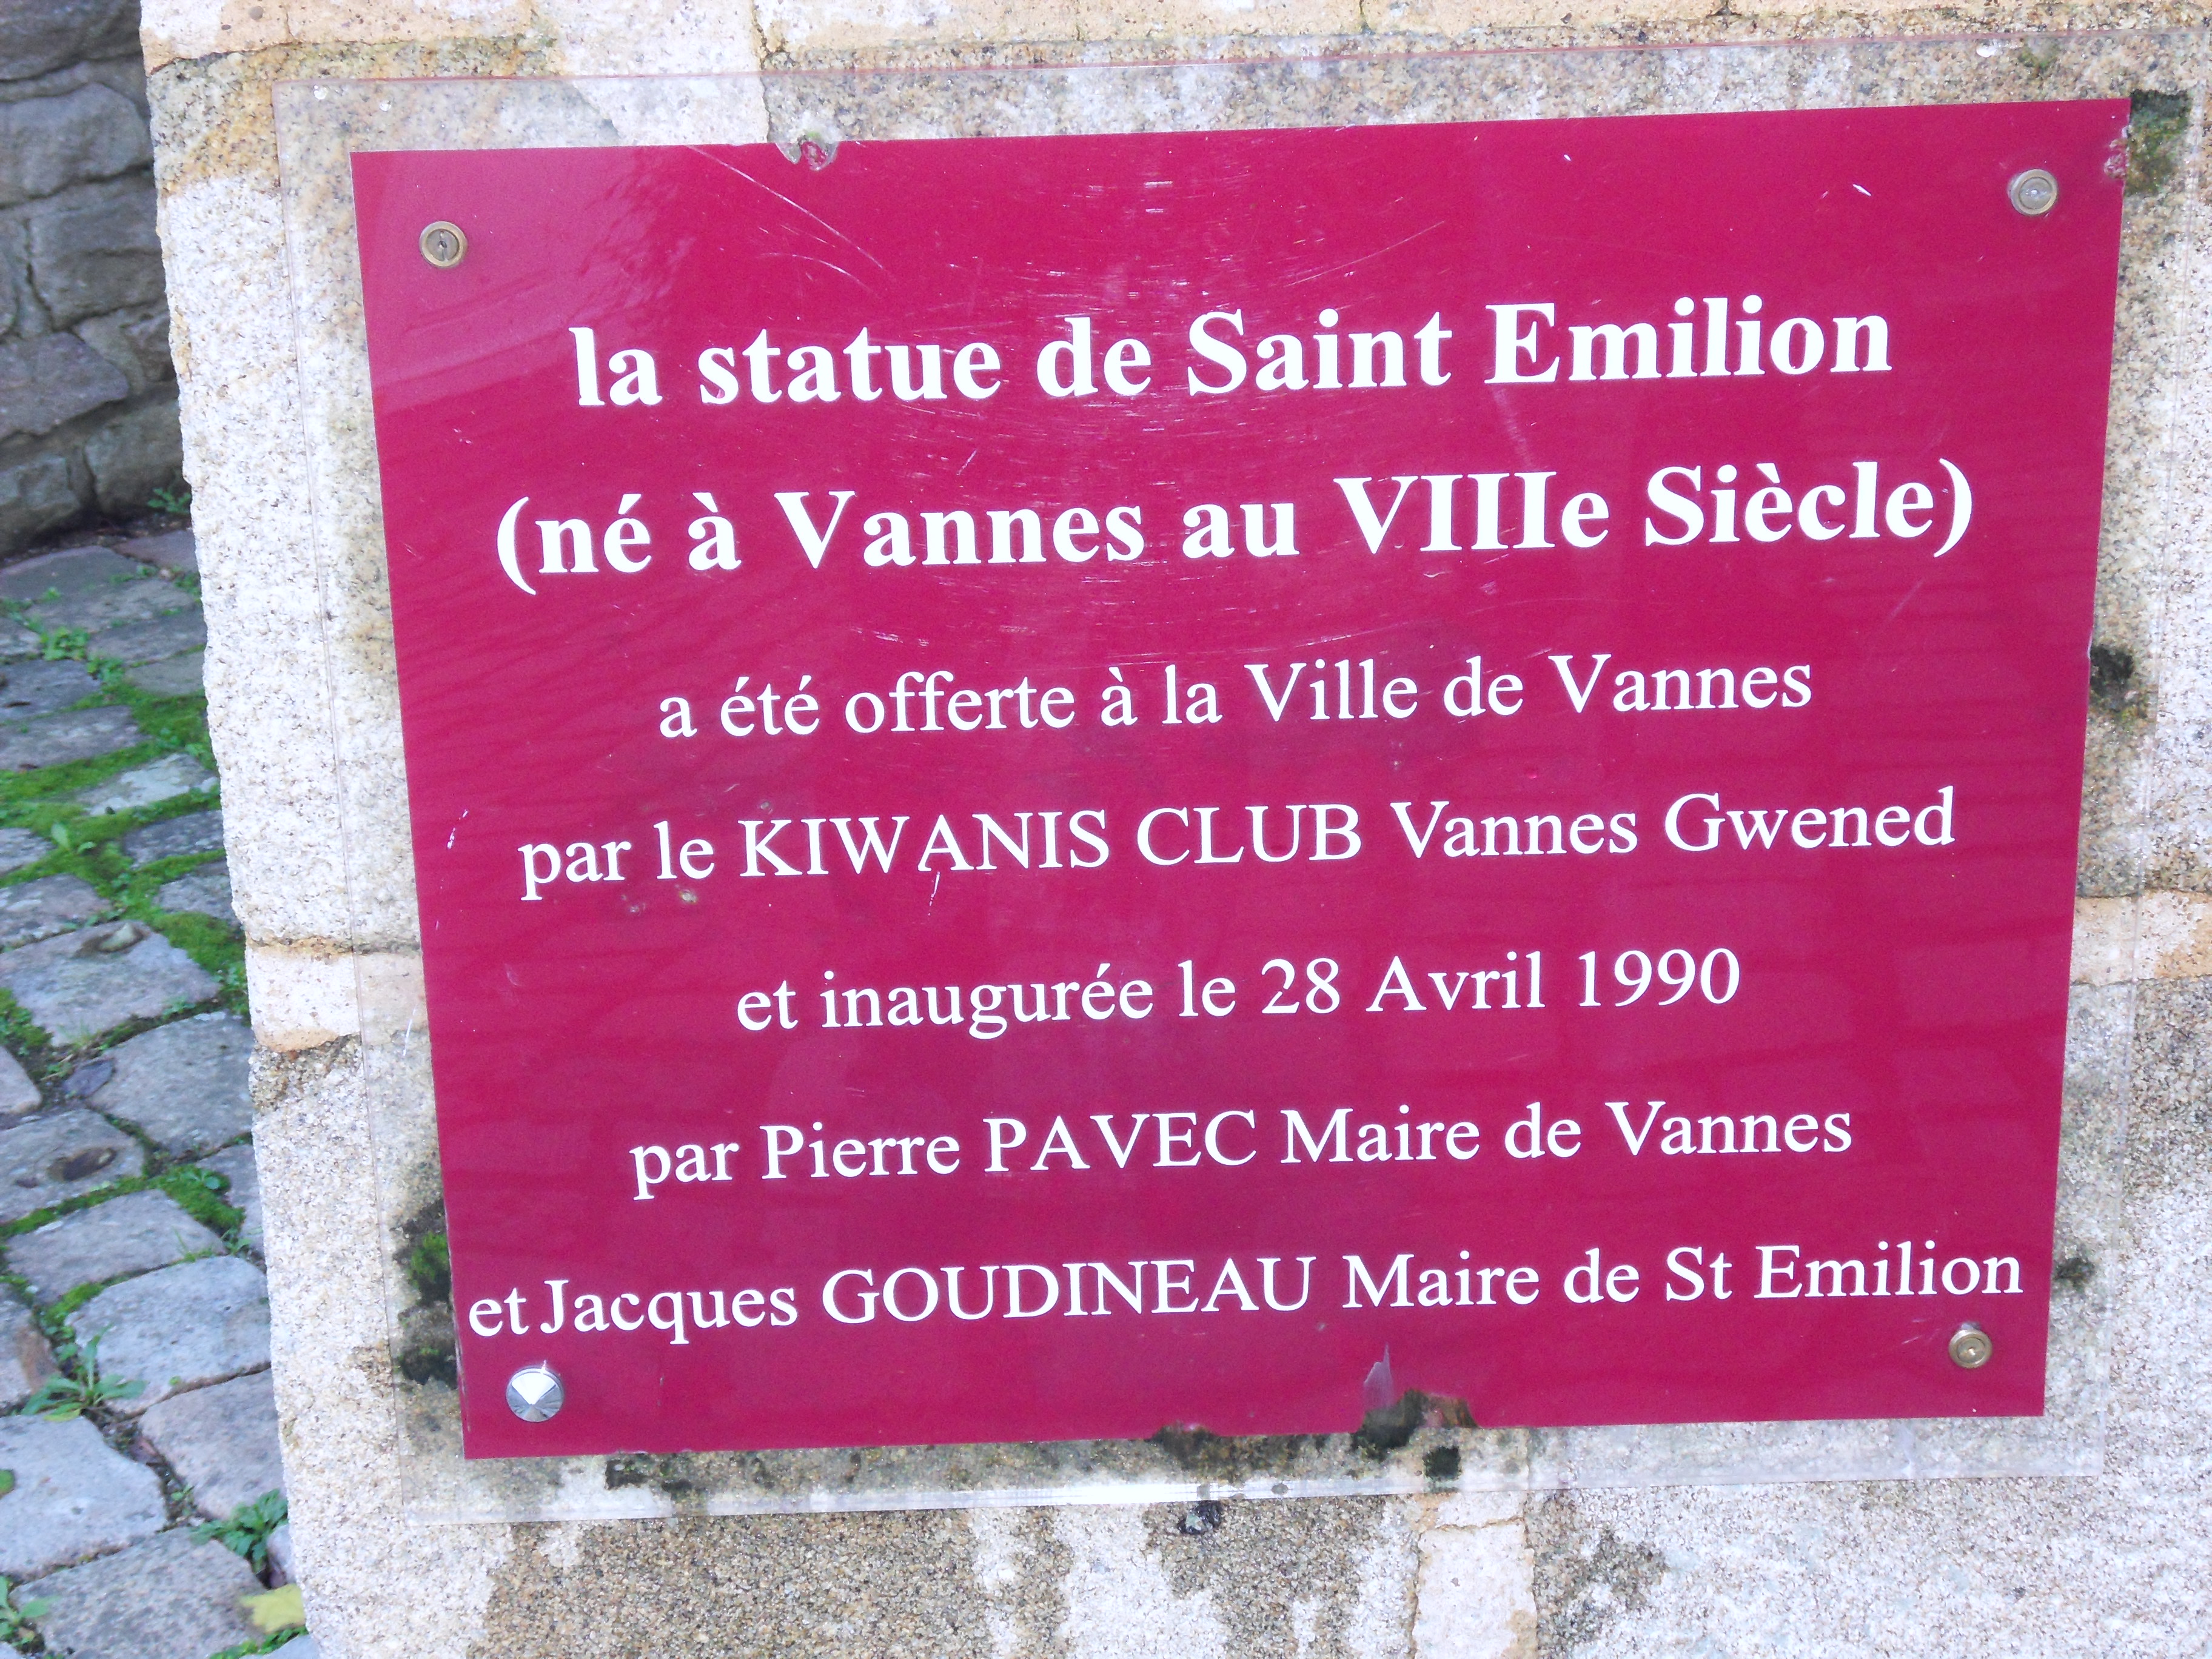 la statue de Saint Emilion
(né à Vannes au VIIIe Siècle)
a été offerte à la Ville de Vannes
par le KIWANIS CLUB Vannes Gwened
et inaugurée le 28 Avril 1990
par Pierre PAVEC Maire de Vannes
et Jacques GOUDINEAU Maire de St Emilion